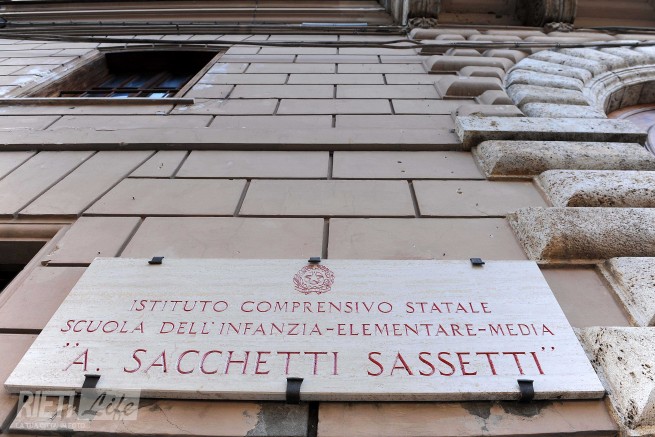 ISTITUTO COMPRENSIVO STATALE
SCUOLA DELL'INFANZIA-ELEMENTARE-MEDIA
"A. SACCHETTI SASSETTI"
RIETI Life